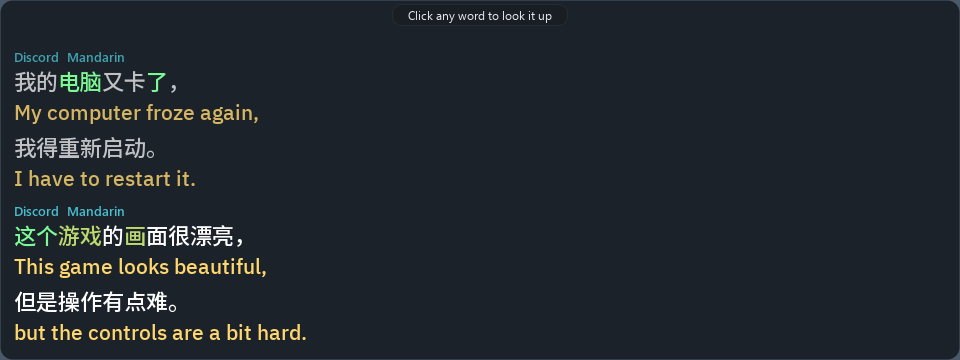 Click any word to look it up
Discord Mandarin
我的电脑又卡了，
My computer froze again,
我得重新启动。
I have to restart it.
Discord Mandarin
这个游戏的画面很漂亮，
This game looks beautiful,
但是操作有点难。
but the controls are a bit hard.